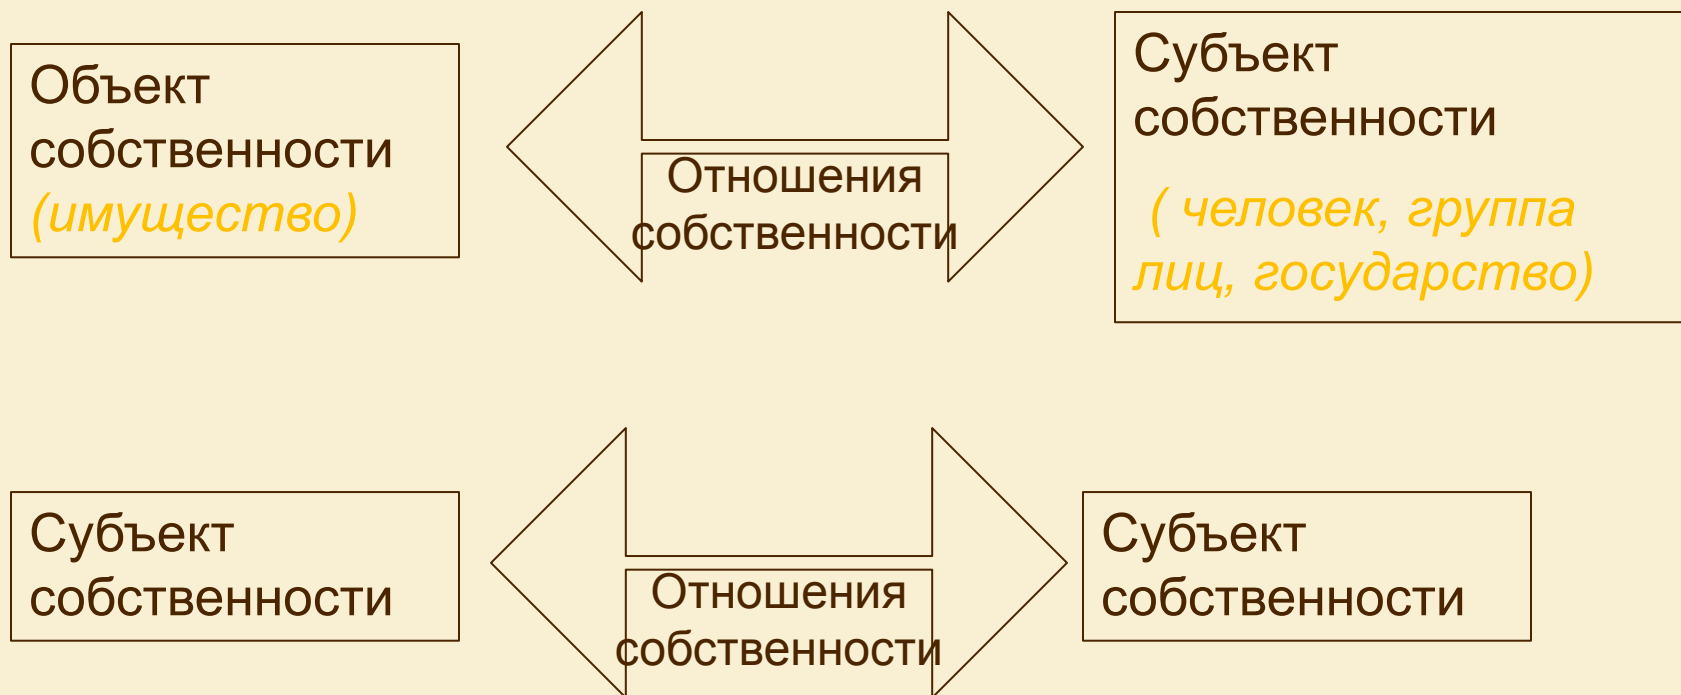 Объект
собственности
(имущество)
Отношения
собственности
Субъект
собственности
( человек, группа
лиц, государство)
Субъект
собственности
Отношения
собственности
Субъект
собственности